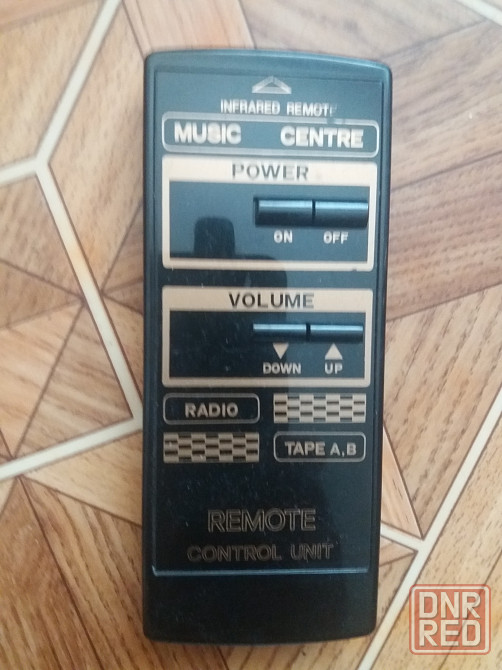 INFRARED REMOTE
MUSIC CENTRE
POWER
ON OFF
VOLUME
DOWN UP
RADIO
TAPE A,B
REMOTE
CONTROL UNIT
DNR
RED